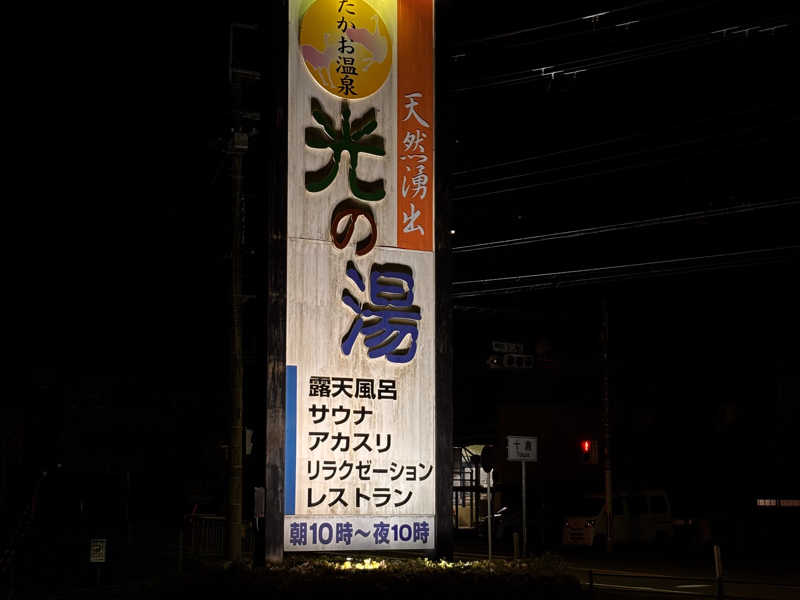 たかお温泉
天然湧出
光の湯
露天風呂
サウナ
アカスリ
リラクゼーション
レストラン
朝10時～夜10時